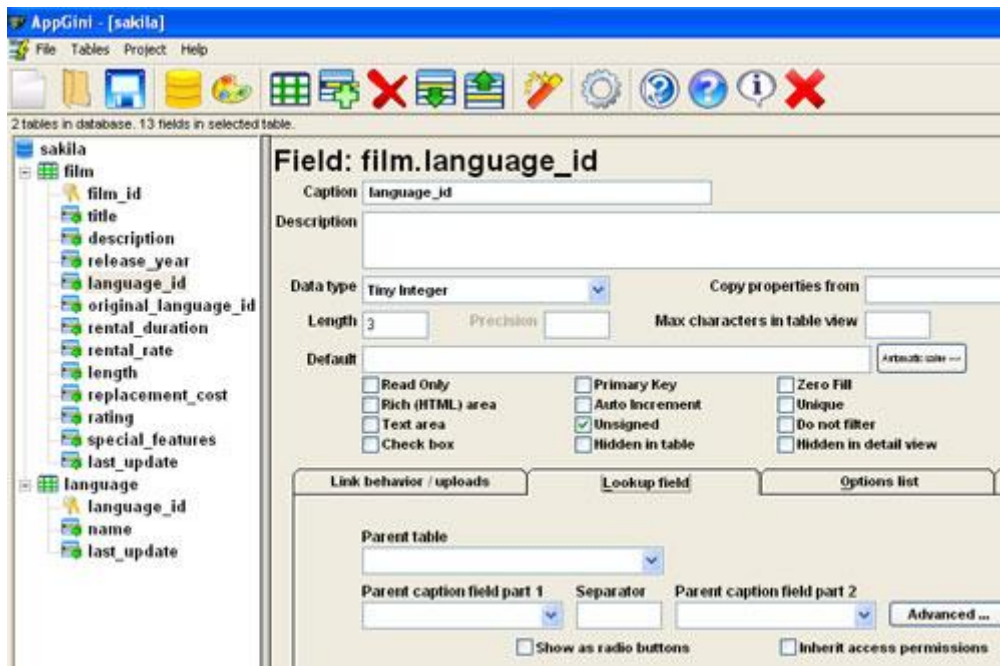 AppGini - [sakila]
File Tables Project Help
2 tables in database. 13 fields in selected table.
sakila
film
film_id
title
description
release_year
language_id
original_language_id
rental_duration
rental_rate
length
replacement_cost
rating
special_features
last_update
language
language_id
name
last_update
Field: film.language_id
Caption language_id
Description
Data type Tiny Integer Copy properties from
Length 3 Precision Max characters in table view
Default
Read Only Primary Key Zero Fill
Rich (HTML) area Auto Increment Unique
Text area Unsigned Do not filter
Check box Hidden in table Hidden in detail view
Link behavior / uploads Lookup field Options list
Parent table
Parent caption field part 1 Separator Parent caption field part 2
Advanced ...
Show as radio buttons Inherit access permissions